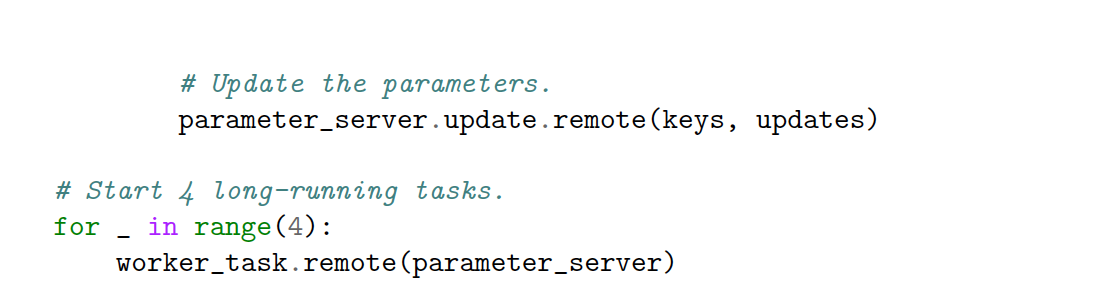 # Update the parameters.
parameter_server.update.remote(keys, updates)
# Start 4 long-running tasks.
for _ in range(4):
worker_task.remote(parameter_server)